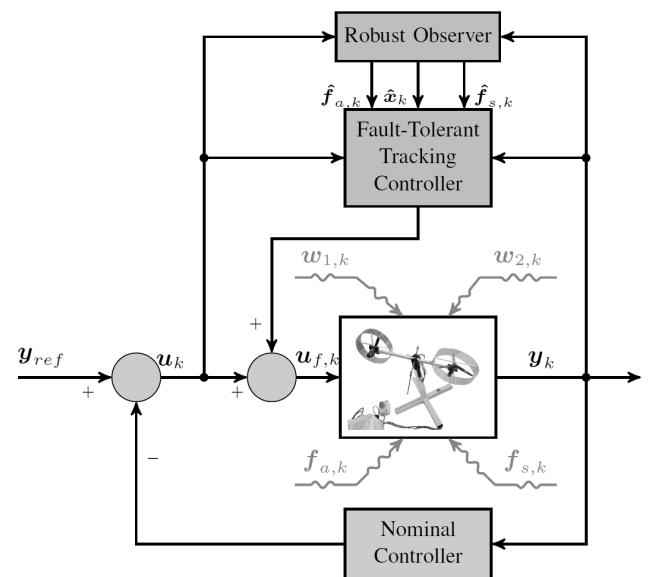 Robust Observer
f̂a,k x̂k f̂s,k
Fault-Tolerant
Tracking
Controller
w1,k w2,k
+
yref uk uf,k yk
+ +
−
fa,k fs,k
Nominal
Controller